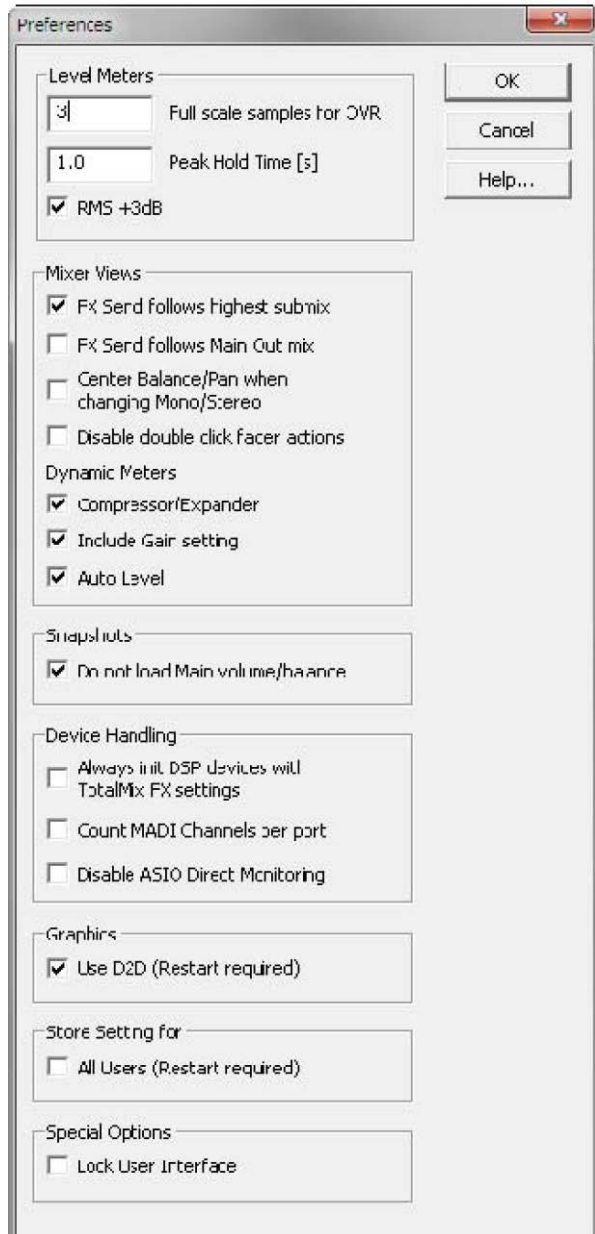 Preferences
Level Meters
3 Full scale samples for OVR
1.0 Peak Hold Time [s]
RMS +3dB
OK
Cancel
Help...
Mixer Views
FX Send follows highest submix
FX Send follows Main Out mix
Center Balance/Pan when
changing Mono/Stereo
Disable double click fader actions
Dynamic Meters
Compressor/Expander
Include Gain setting
Auto Level
Snapshots
Do not load Main volume/balance
Device Handling
Always init DSP devices with
TotalMix FX settings
Count MADI Channels per port
Disable ASIO Direct Monitoring
Graphics
Use D2D (Restart required)
Store Setting for
All Users (Restart required)
Special Options
Lock User Interface